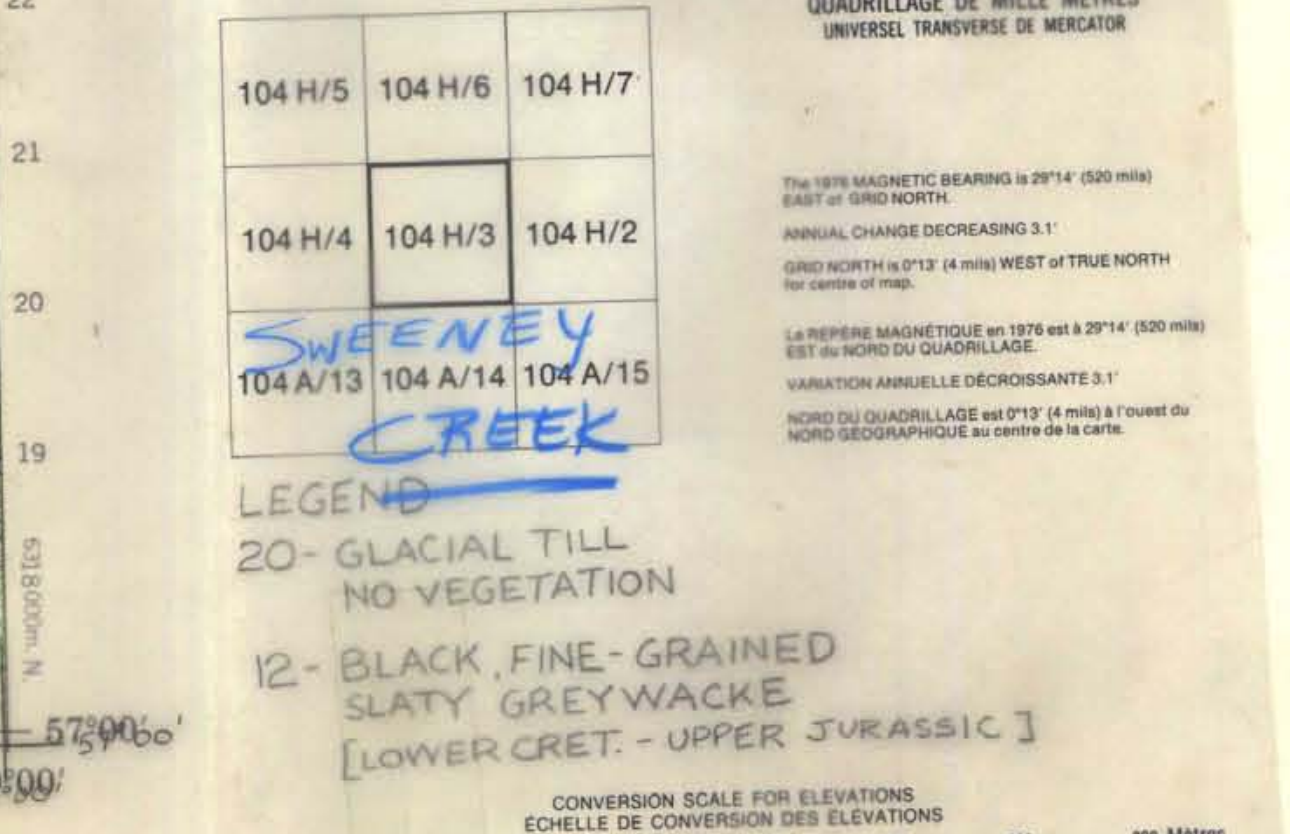 22
QUADRILLAGE DE MILLE MÈTRES
UNIVERSEL TRANSVERSE DE MERCATOR
104 H/5 104 H/6 104 H/7
21
104 H/4 104 H/3 104 H/2
The 1976 MAGNETIC BEARING is 29°14' (520 mils)
EAST of GRID NORTH.
ANNUAL CHANGE DECREASING 3.1'
GRID NORTH is 0°13' (4 mils) WEST of TRUE NORTH
for centre of map.
20
SWEENEY
104 A/13 104 A/14 104 A/15
CREEK
Le REPÈRE MAGNÉTIQUE en 1976 est à 29°14' (520 mils)
EST du NORD DU QUADRILLAGE.
VARIATION ANNUELLE DÉCROISSANTE 3.1'
NORD DU QUADRILLAGE est 0°13' (4 mils) à l'ouest du
NORD GÉOGRAPHIQUE au centre de la carte.
19
LEGEND
20- GLACIAL TILL
NO VEGETATION
6318000m. N
12- BLACK, FINE-GRAINED
SLATY GREYWACKE
[LOWER CRET. - UPPER JURASSIC]
57°00'
CONVERSION SCALE FOR ELEVATIONS
ÉCHELLE DE CONVERSION DES ÉLÉVATIONS
Mètres